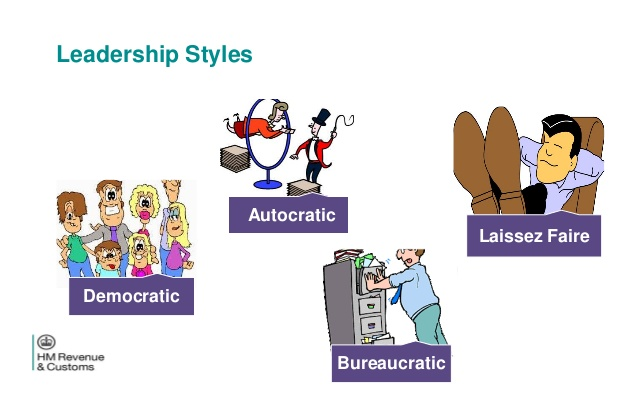 Leadership Styles
Autocratic
Laissez Faire
Democratic
Bureaucratic
HM Revenue
& Customs